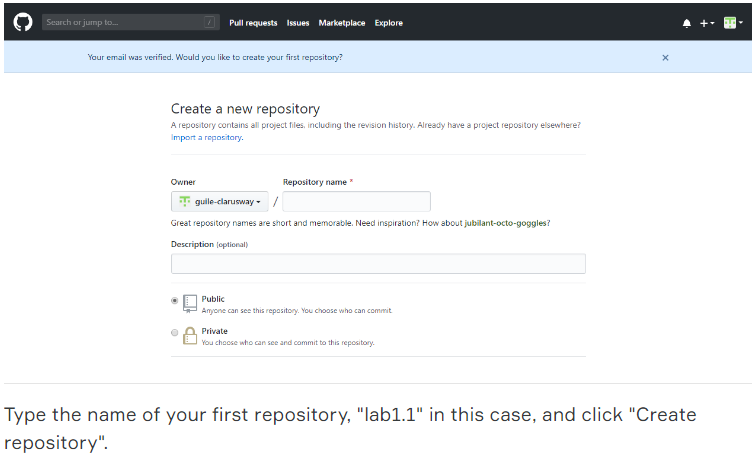 Search or jump to... /
Pull requests Issues Marketplace Explore
Your email was verified. Would you like to create your first repository?
Create a new repository
A repository contains all project files, including the revision history. Already have a project repository elsewhere?
Import a repository.
Owner Repository name *
guile-clarusway /
Great repository names are short and memorable. Need inspiration? How about jubilant-octo-goggles?
Description (optional)
Public
Anyone can see this repository. You choose who can commit.
Private
You choose who can see and commit to this repository.
Type the name of your first repository, "lab1.1" in this case, and click "Create
repository".